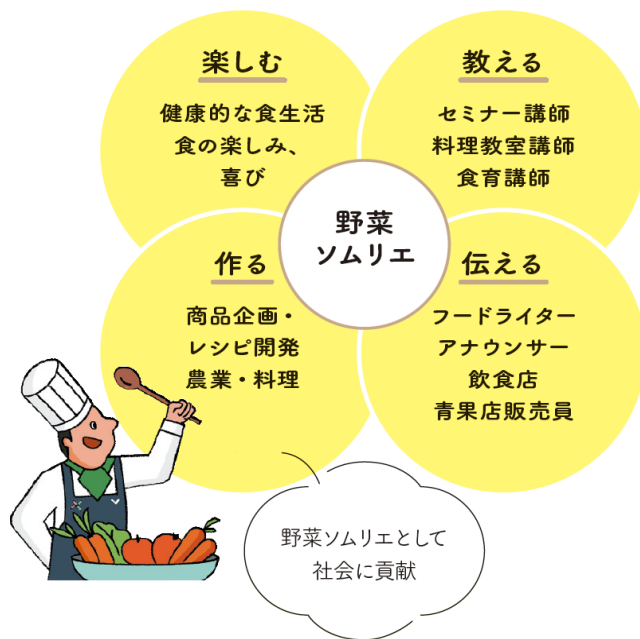 楽しむ
健康的な食生活
食の楽しみ、
喜び
教える
セミナー講師
料理教室講師
食育講師
野菜
ソムリエ
作る
商品企画・
レシピ開発
農業・料理
伝える
フードライター
アナウンサー
飲食店
青果店販売員
野菜ソムリエとして
社会に貢献